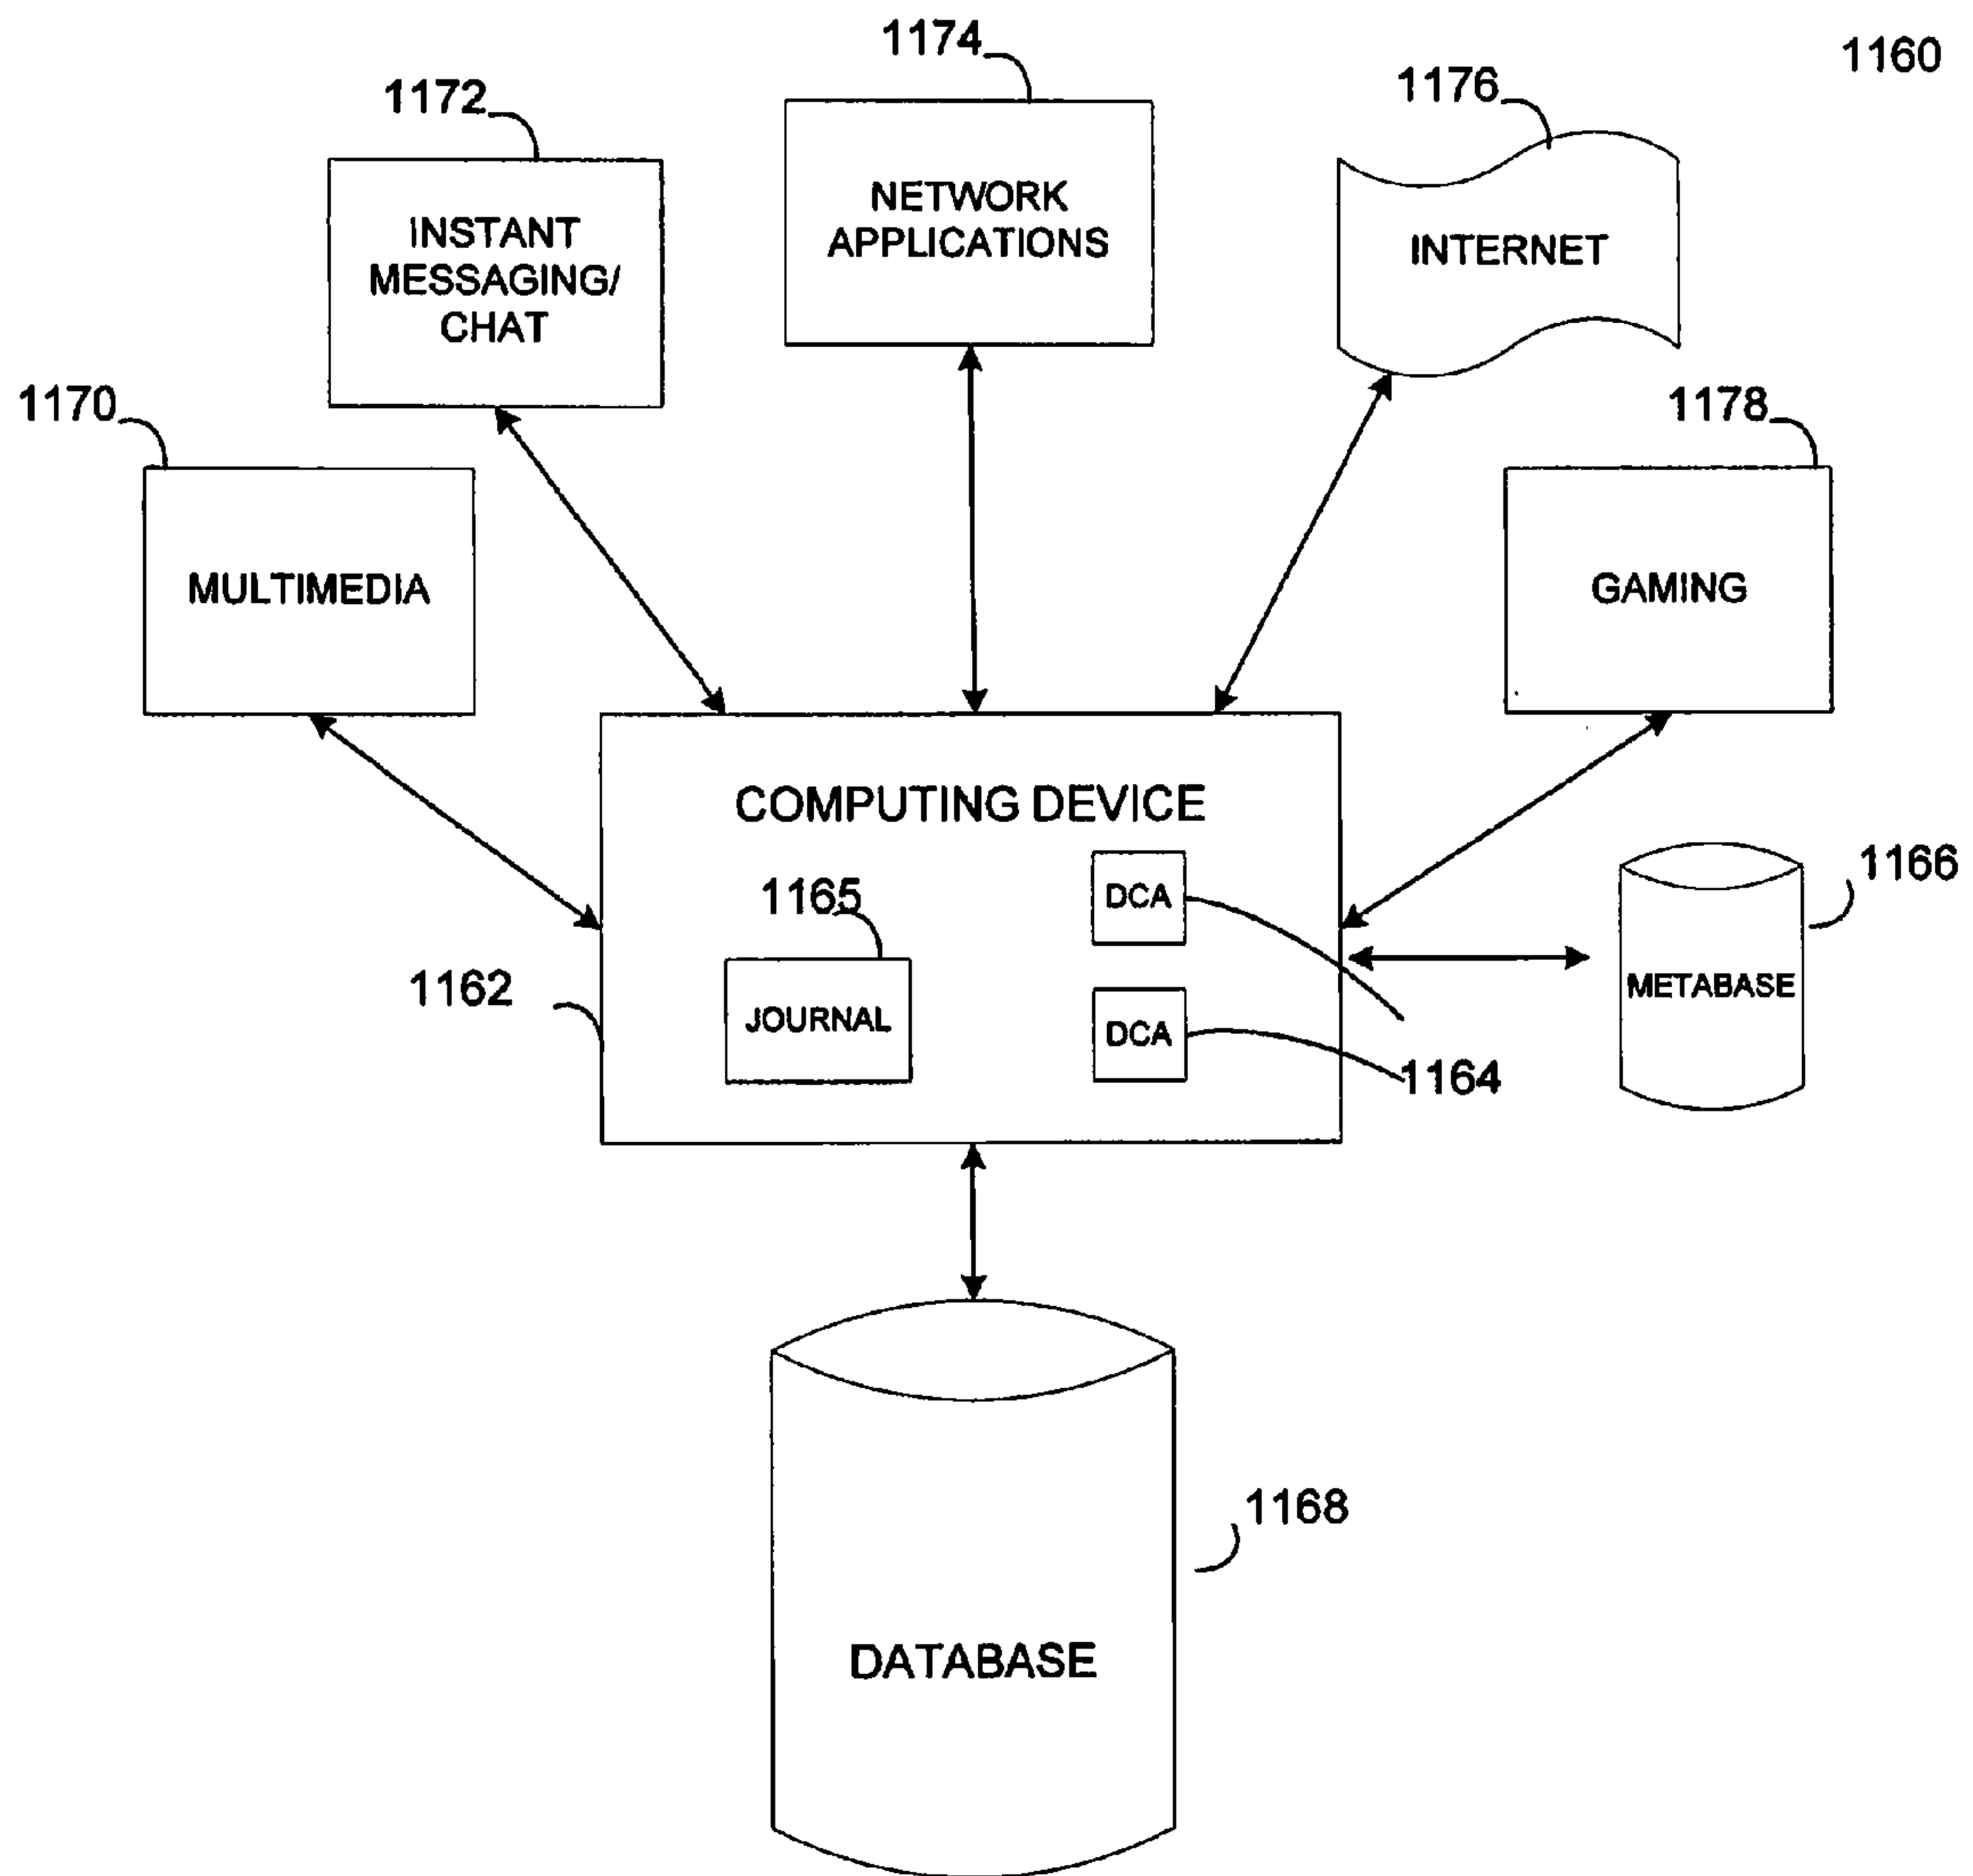 1174
1160
1176
1172
NETWORK
APPLICATIONS
INSTANT
MESSAGING/
CHAT
INTERNET
1170
1178
MULTIMEDIA
GAMING
COMPUTING DEVICE
1166
1165
DCA
METABASE
1162
JOURNAL
DCA
1164
1168
DATABASE